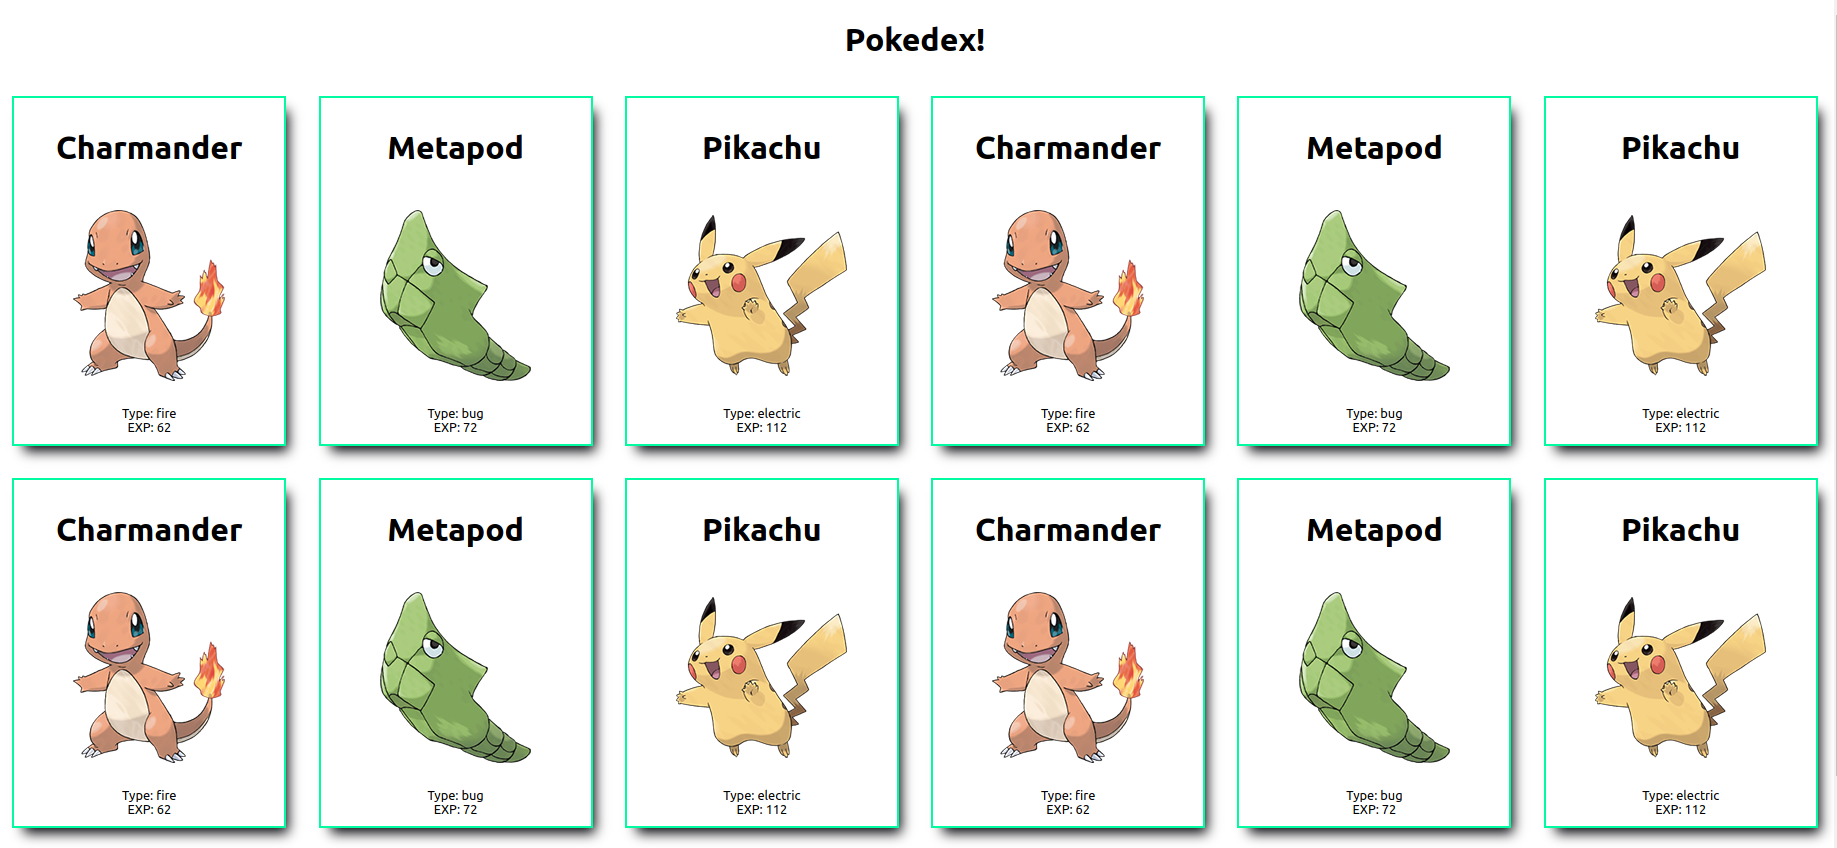 Pokedex!
Charmander
Metapod
Pikachu
Charmander
Metapod
Pikachu
Type: fire
EXP: 62
Type: bug
EXP: 72
Type: electric
EXP: 112
Type: fire
EXP: 62
Type: bug
EXP: 72
Type: electric
EXP: 112
Charmander
Metapod
Pikachu
Charmander
Metapod
Pikachu
Type: fire
EXP: 62
Type: bug
EXP: 72
Type: electric
EXP: 112
Type: fire
EXP: 62
Type: bug
EXP: 72
Type: electric
EXP: 112